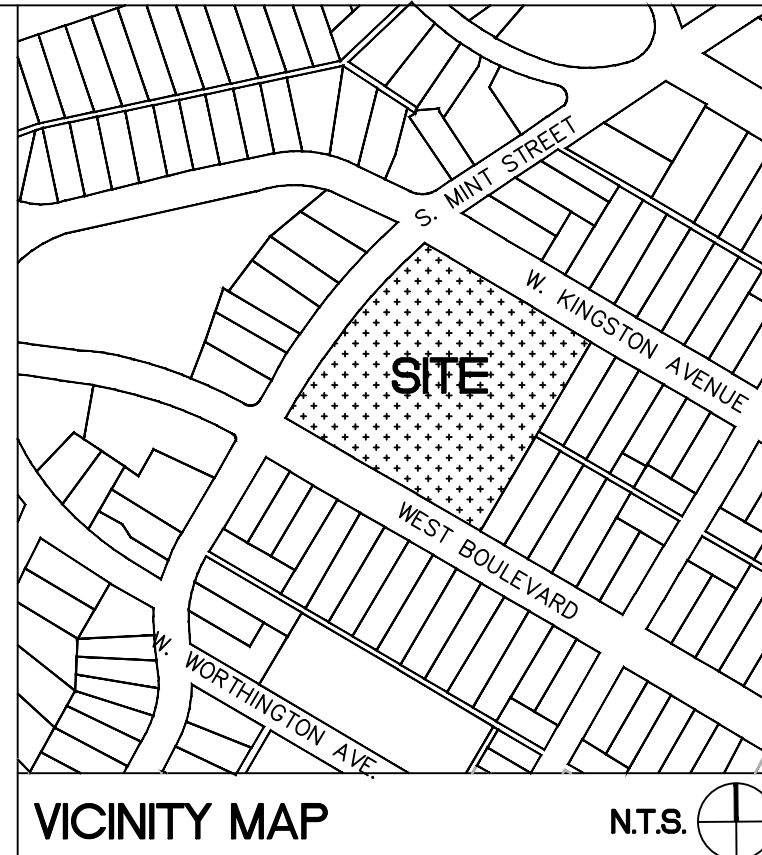 S. MINT STREET
W. KINGSTON AVENUE
SITE
WEST BOULEVARD
W. WORTHINGTON AVE.
VICINITY MAP
N.T.S.